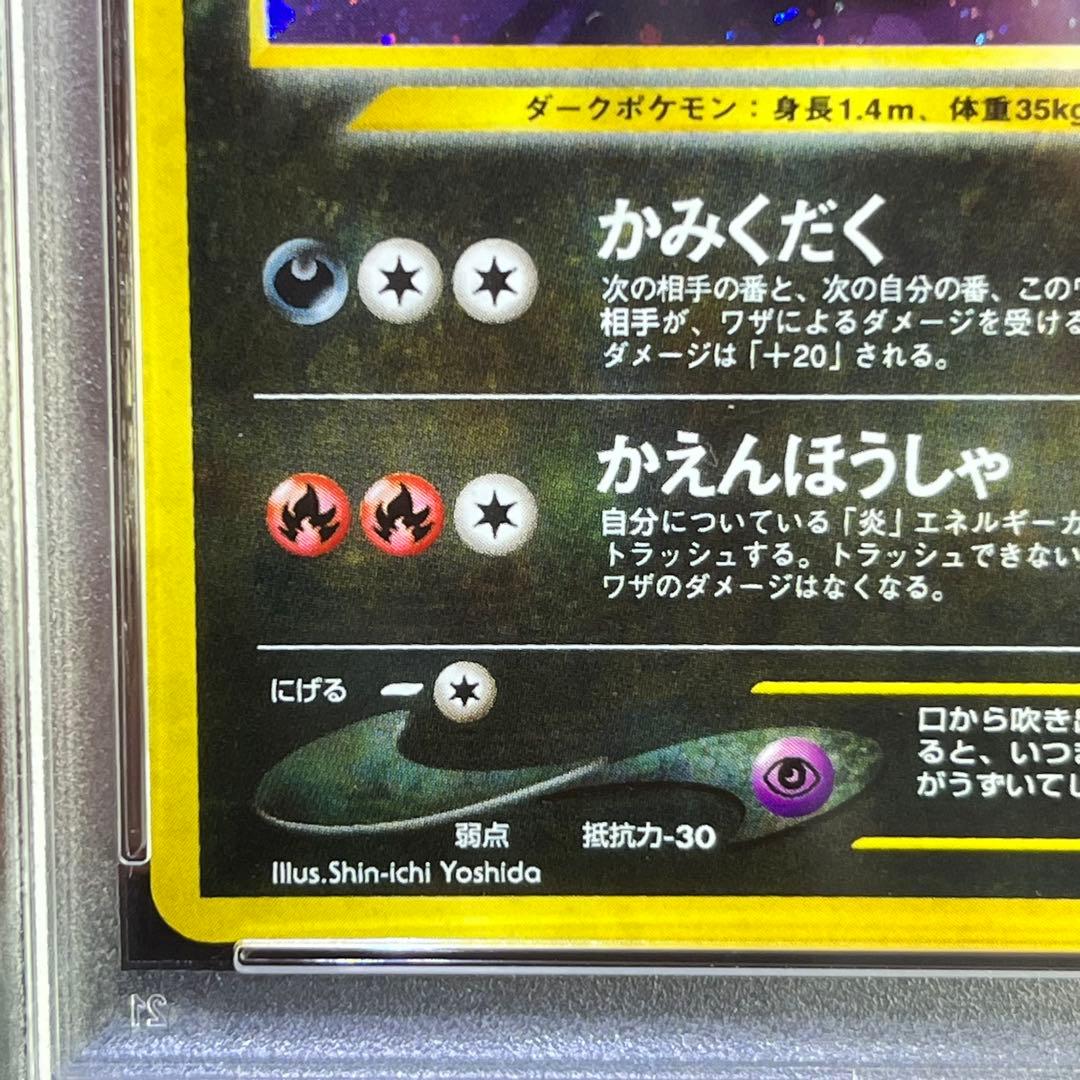 ダークポケモン：身長1.4m、体重35kg
かみくだく
次の相手の番と、次の自分の番、この
相手が、ワザによるダメージを受ける
ダメージは「＋20」される。
かえんほうしゃ
自分についている「炎」エネルギーカ
トラッシュする。トラッシュできない
ワザのダメージはなくなる。
にげる
口から吹き
ると、いつ
がうずいてし
弱点 抵抗力-30
Illus.Shin-ichi Yoshida
21